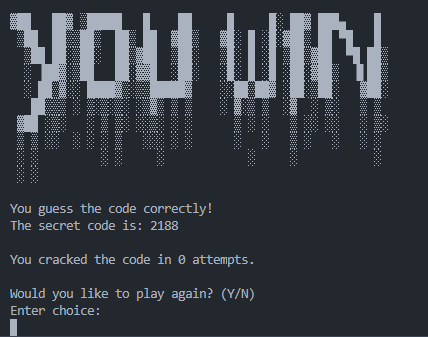 YOU WIN
You guess the code correctly!
The secret code is: 2188
You cracked the code in 0 attempts.
Would you like to play again? (Y/N)
Enter choice: